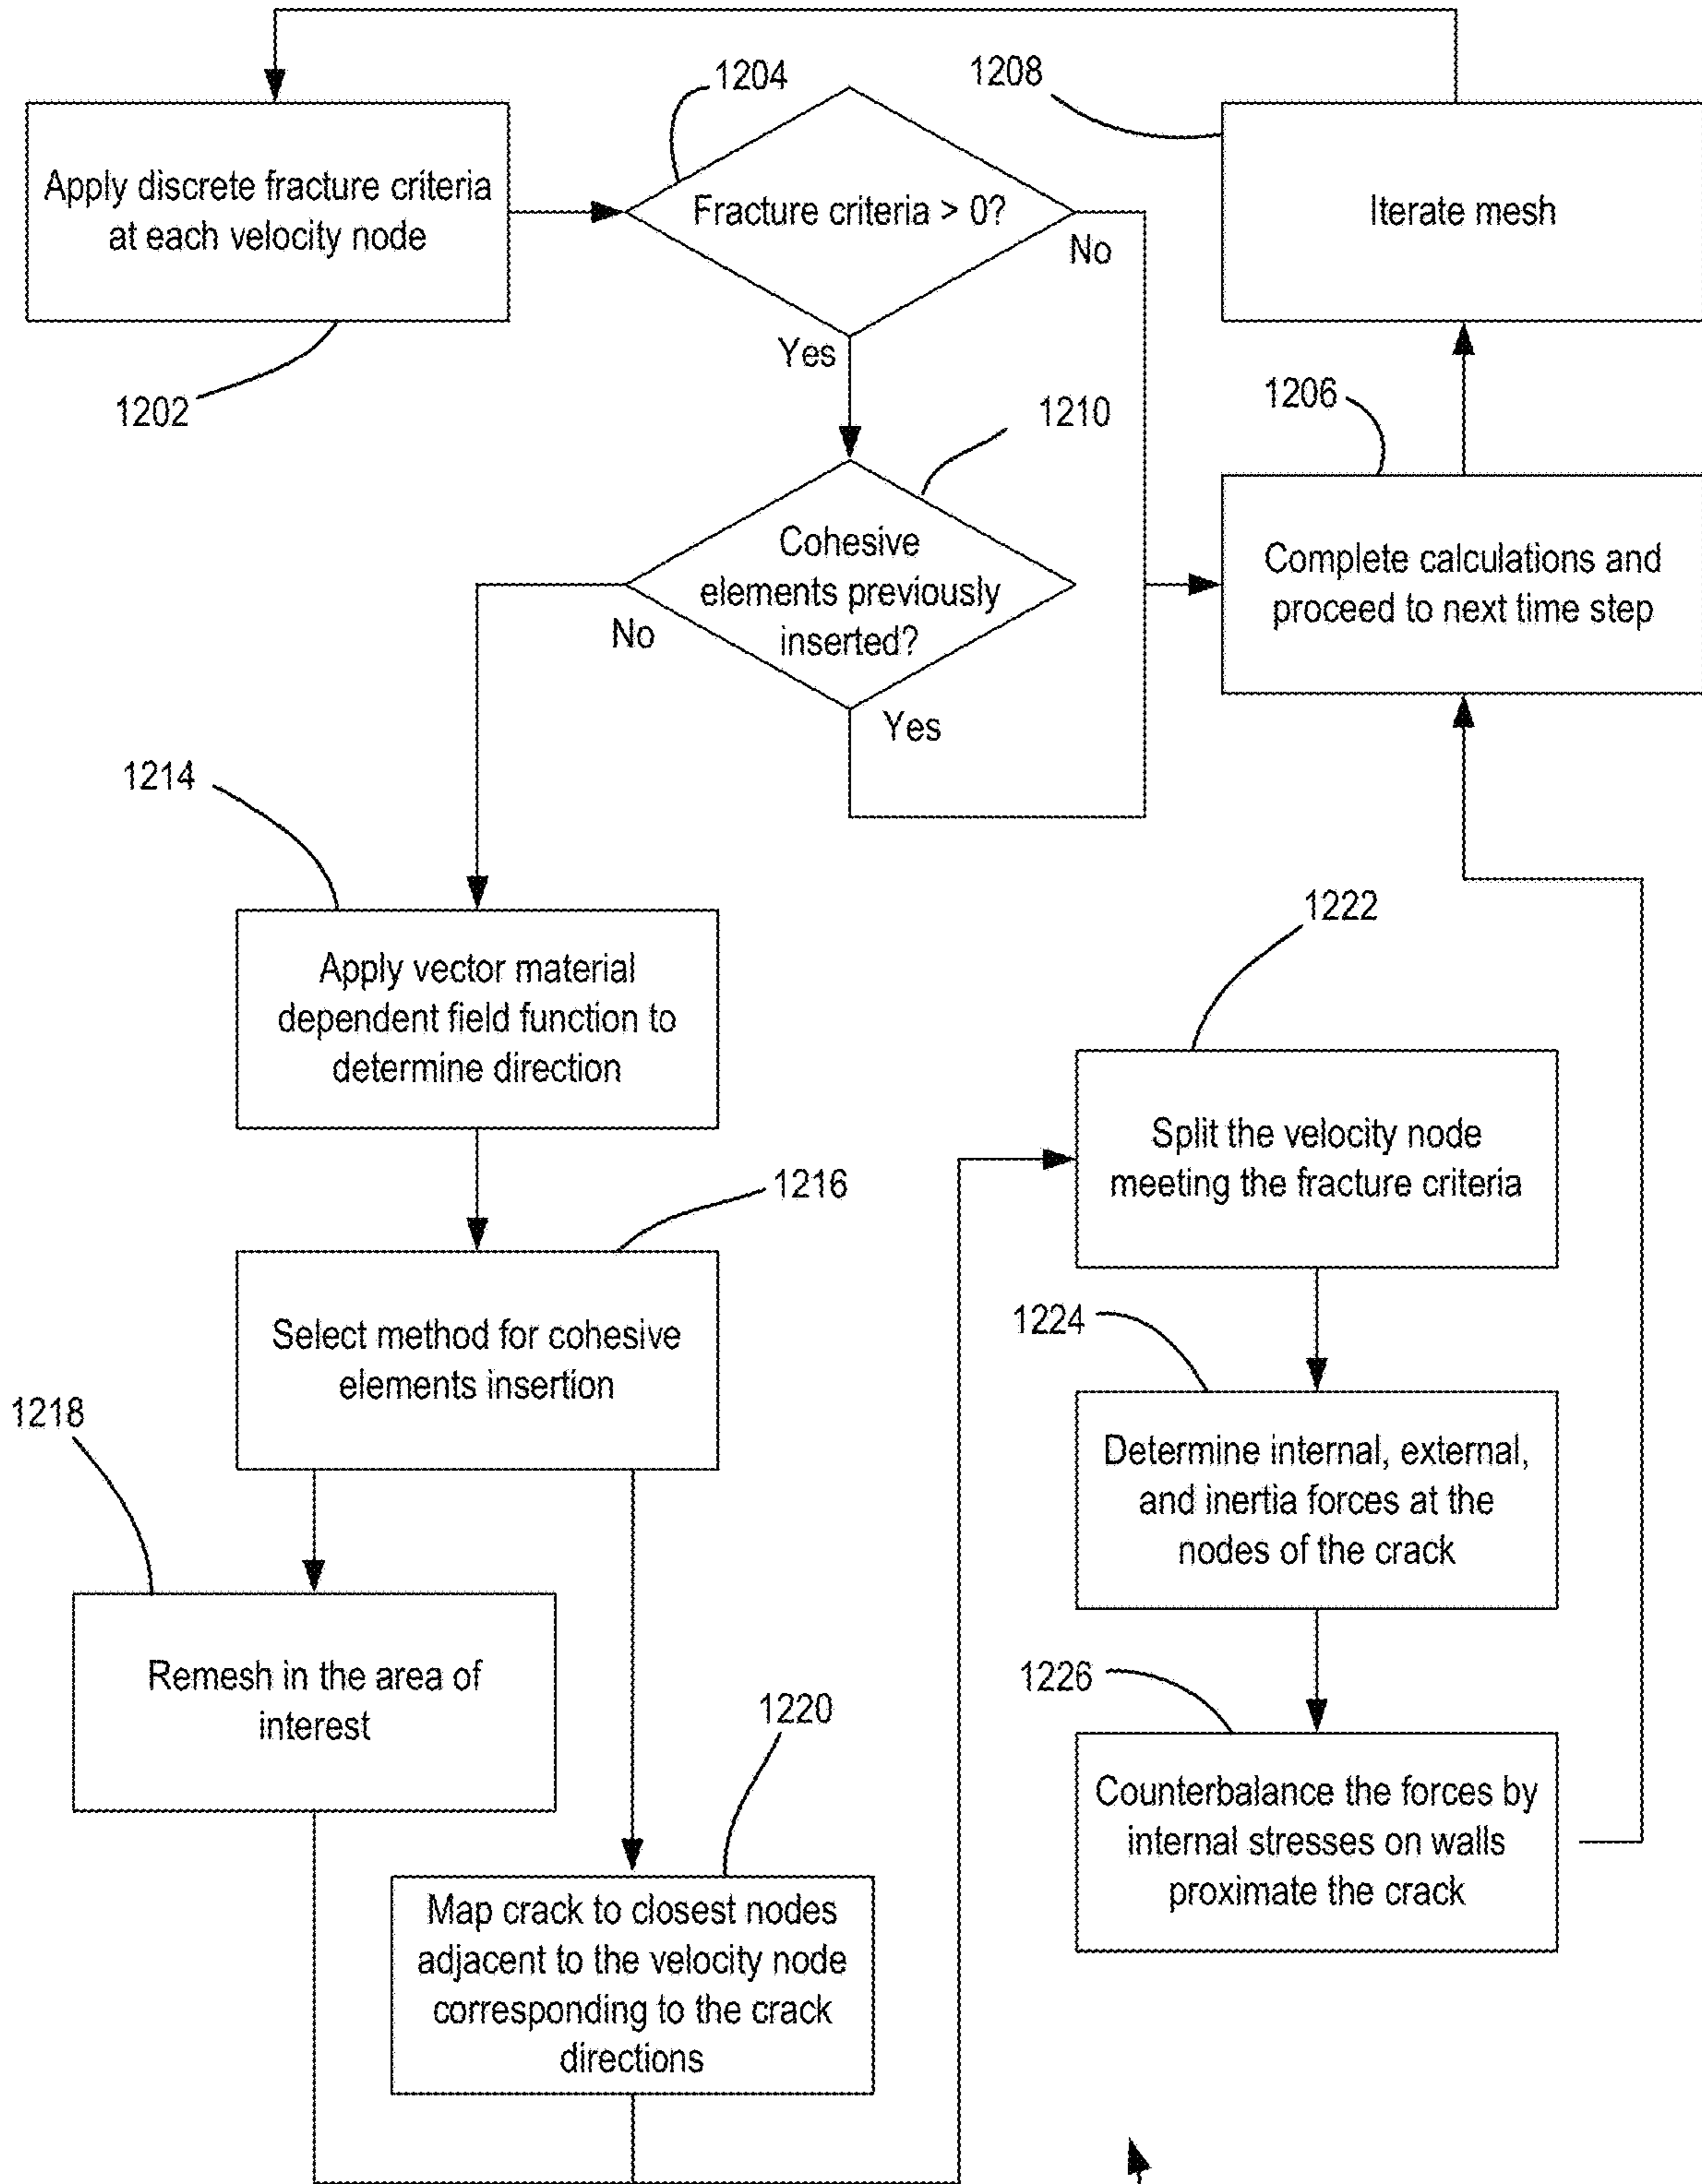 1204
1208
Apply discrete fracture criteria
at each velocity node
Fracture criteria > 0?
No
Iterate mesh
Yes
1202
1206
1210
Cohesive
elements previously
inserted?
No
Yes
Complete calculations and
proceed to next time step
1214
Apply vector material
dependent field function to
determine direction
1222
Split the velocity node
meeting the fracture criteria
1216
Select method for cohesive
elements insertion
1224
Determine internal, external,
and inertia forces at the
nodes of the crack
1218
Remesh in the area of
interest
1220
Map crack to closest nodes
adjacent to the velocity node
corresponding to the crack
directions
1226
Counterbalance the forces by
internal stresses on walls
proximate the crack